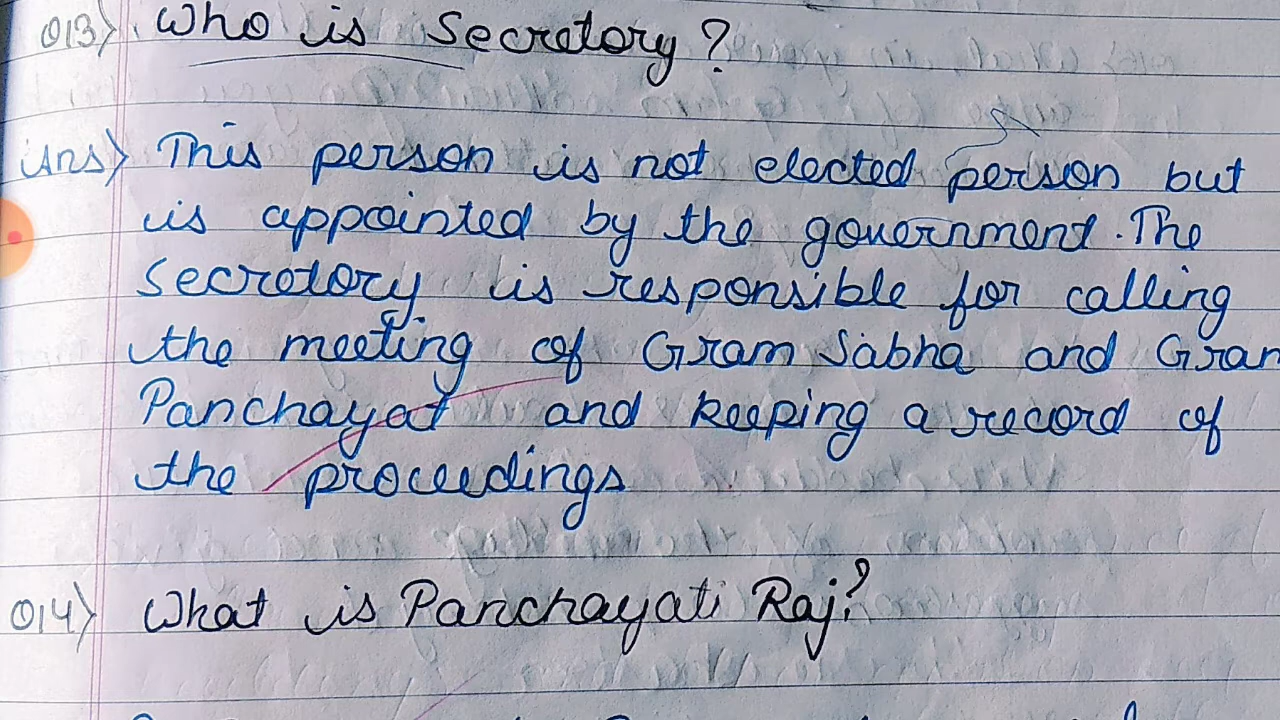 Q13) Who is Secretory?
Ans) This person is not elected person but
is appointed by the government. The
Secretory is responsible for calling
the meeting of Gram Sabha and Gram
Panchayat and keeping a record of
the proceedings
Q14) What is Panchayati Raj?